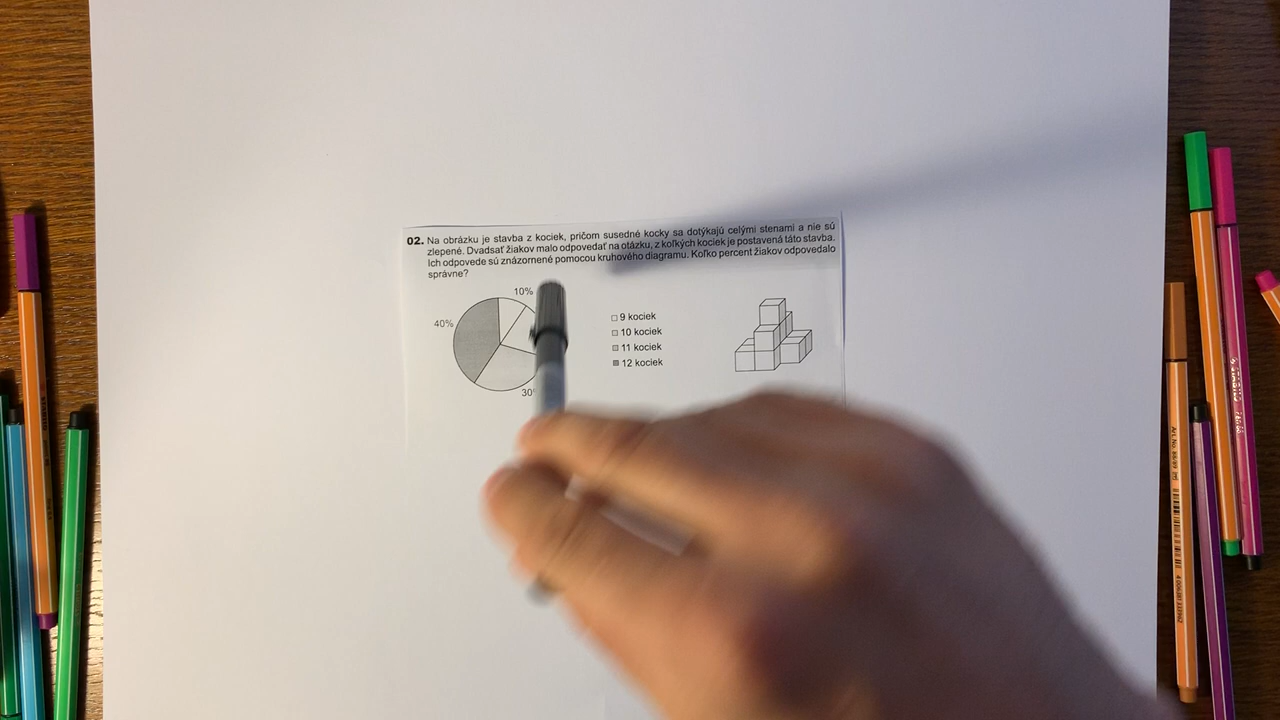 02. Na obrázku je stavba z kociek, pričom susedné kocky sa dotýkajú celými stenami a nie sú
zlepené. Dvadsať žiakov malo odpovedať na otázku, z koľkých kociek je postavená táto stavba.
Ich odpovede sú znázornené pomocou kruhového diagramu. Koľko percent žiakov odpovedalo
správne?
10%
40%
30
9 kociek
10 kociek
11 kociek
12 kociek